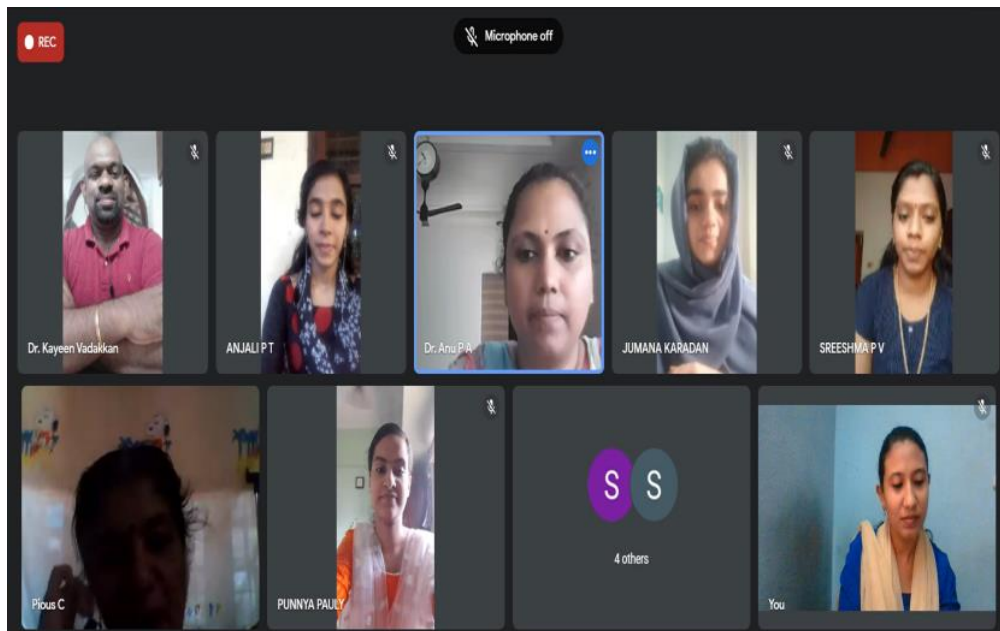 REC
Microphone off
Dr. Kayeen Vadakkan
ANJALI P T
Dr. Anu P A
JUMANA KARADAN
SREESHMA P V
Pious C
PUNNYA PAULY
S S
4 others
You